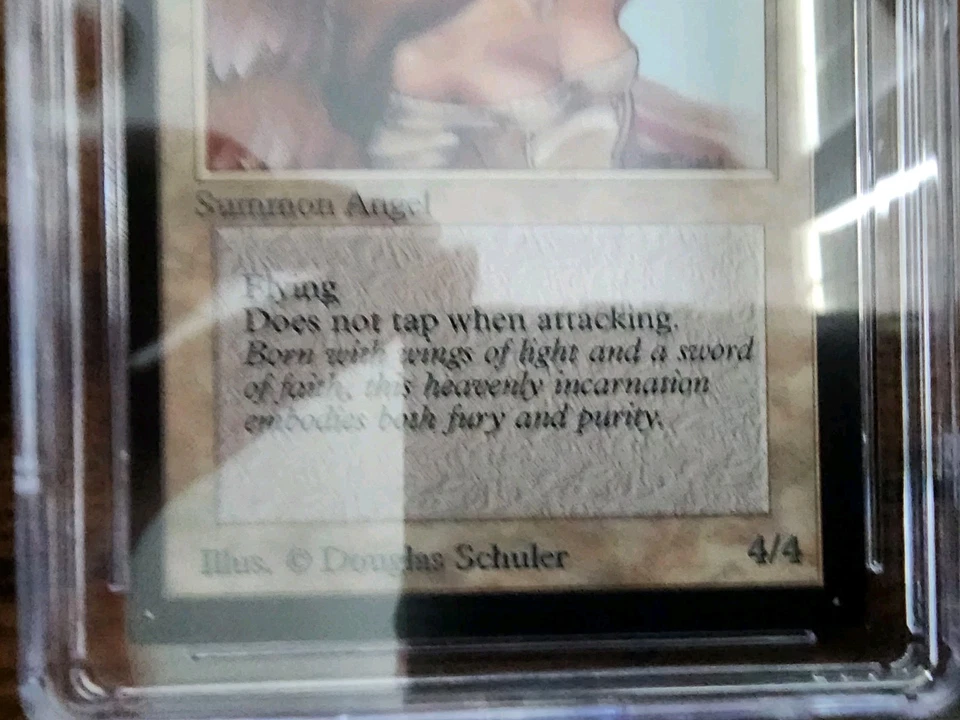 Summon Angel
Flying
Does not tap when attacking.
Born with wings of light and a sword
of faith, this heavenly incarnation
embodies both fury and purity.
Illus. © Douglas Schuler
4/4